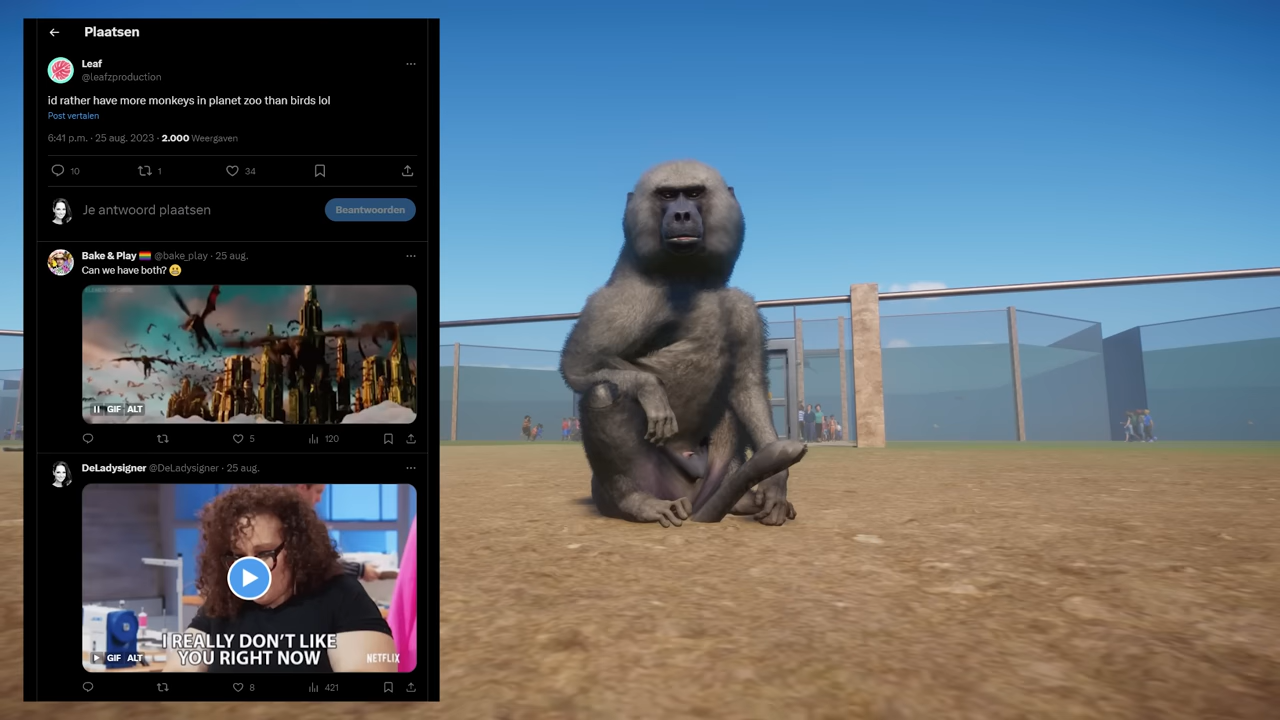 Plaatsen
Leaf
@leafzproduction
id rather have more monkeys in planet zoo than birds lol
Post vertalen
6:41 p.m. · 25 aug. 2023 · 2.000 Weergaven
10 1 34
Je antwoord plaatsen
Beantwoorden
Bake & Play 🏳️‍🌈 @bake_play · 25 aug.
Can we have both? 😃
GIF ALT
5 120
DeLadysigner @DeLadysigner · 25 aug.
I REALLY DON'T LIKE
YOU RIGHT NOW
GIF ALT
NETFLIX
8 421